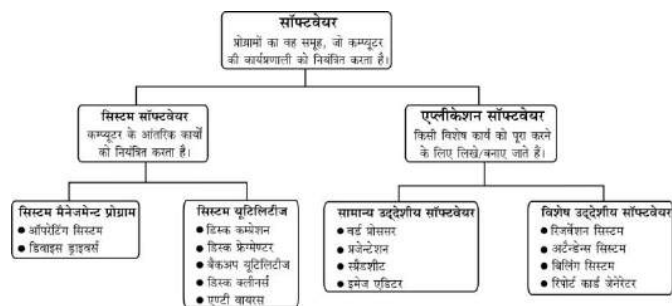 सॉफ्टवेयर
प्रोग्रामों का वह समूह, जो कम्प्यूटर
की कार्यप्रणाली को नियंत्रित करता है।
सिस्टम सॉफ्टवेयर
कम्प्यूटर के आंतरिक कार्यों
को नियंत्रित करता है।
एप्लीकेशन सॉफ्टवेयर
किसी विशेष कार्य को पूरा करने
के लिए लिखे/बनाए जाते हैं।
सिस्टम मैनेजमेन्ट प्रोग्राम
● ऑपरेटिंग सिस्टम
● डिवाइस ड्राइवर्स
सिस्टम यूटिलिटीज
● डिस्क कम्प्रेशन
● डिस्क फ्रेग्मेण्टर
● बैकअप यूटिलिटीज
● डिस्क क्लीनर्स
● एण्टी वायरस
सामान्य उद्देशीय सॉफ्टवेयर
● वर्ड प्रोससर
● प्रजेन्टेशन
● स्प्रैडशीट
● इमेज एडिटर
विशेष उद्देशीय सॉफ्टवेयर
● रिजर्वेशन सिस्टम
● अटैन्डेन्स सिस्टम
● बिलिंग सिस्टम
● रिपोर्ट कार्ड जेनेरेटर